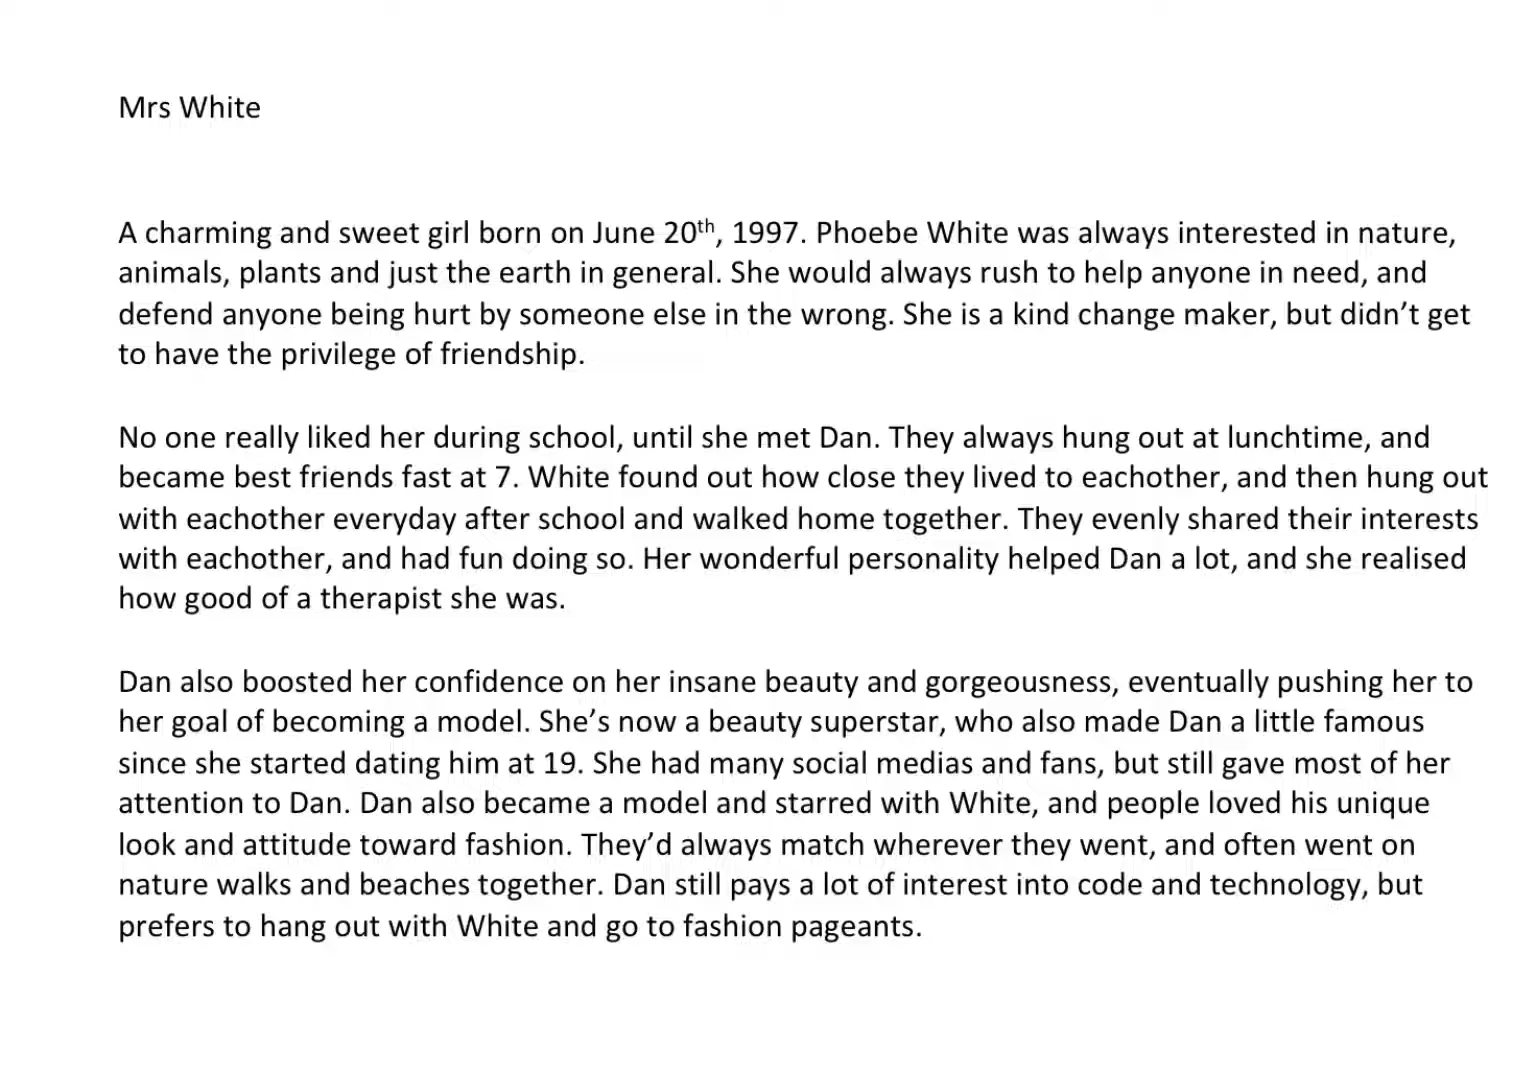 Mrs White
A charming and sweet girl born on June 20th, 1997. Phoebe White was always interested in nature,
animals, plants and just the earth in general. She would always rush to help anyone in need, and
defend anyone being hurt by someone else in the wrong. She is a kind change maker, but didn’t get
to have the privilege of friendship.
No one really liked her during school, until she met Dan. They always hung out at lunchtime, and
became best friends fast at 7. White found out how close they lived to eachother, and then hung out
with eachother everyday after school and walked home together. They evenly shared their interests
with eachother, and had fun doing so. Her wonderful personality helped Dan a lot, and she realised
how good of a therapist she was.
Dan also boosted her confidence on her insane beauty and gorgeousness, eventually pushing her to
her goal of becoming a model. She’s now a beauty superstar, who also made Dan a little famous
since she started dating him at 19. She had many social medias and fans, but still gave most of her
attention to Dan. Dan also became a model and starred with White, and people loved his unique
look and attitude toward fashion. They’d always match wherever they went, and often went on
nature walks and beaches together. Dan still pays a lot of interest into code and technology, but
prefers to hang out with White and go to fashion pageants.